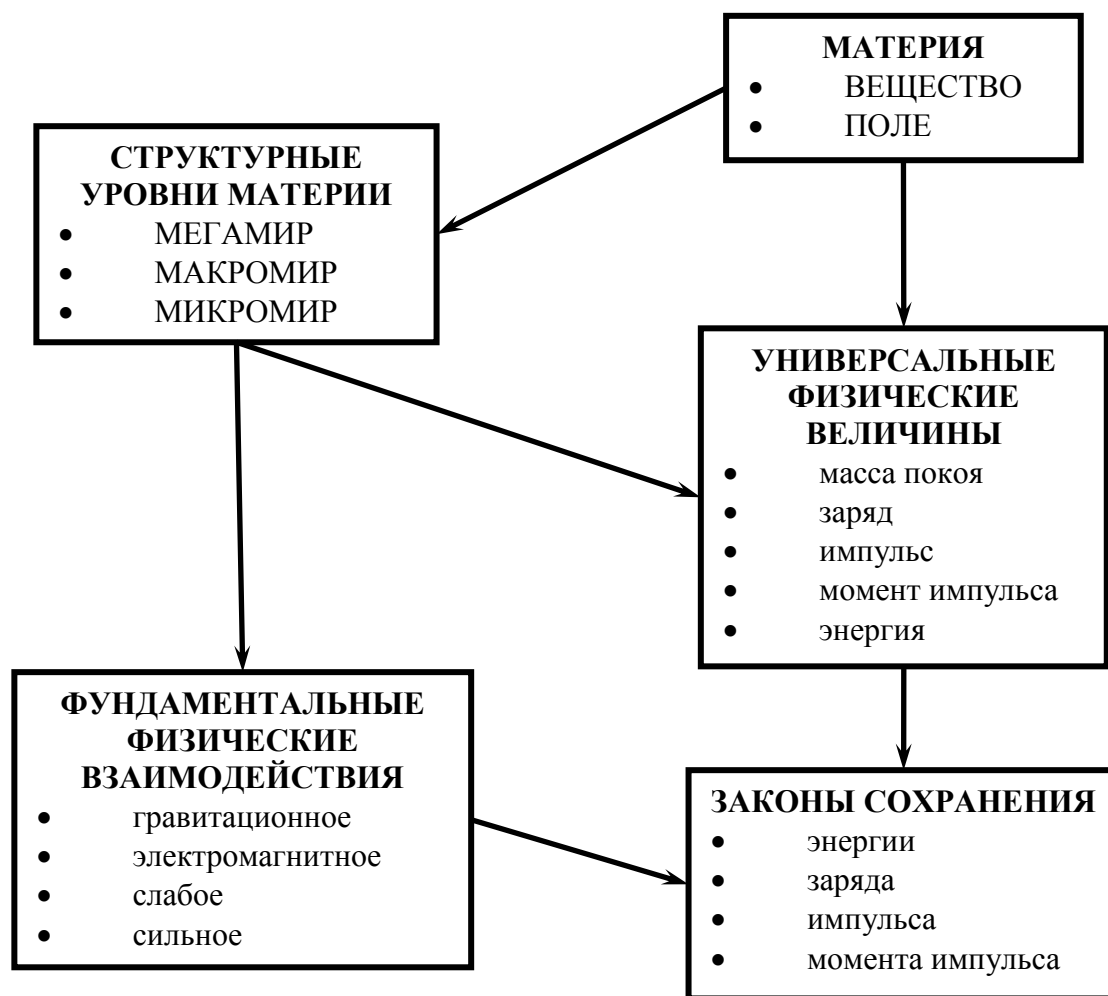 МАТЕРИЯ
• ВЕЩЕСТВО
• ПОЛЕ
СТРУКТУРНЫЕ
УРОВНИ МАТЕРИИ
• МЕГАМИР
• МАКРОМИР
• МИКРОМИР
УНИВЕРСАЛЬНЫЕ
ФИЗИЧЕСКИЕ
ВЕЛИЧИНЫ
• масса покоя
• заряд
• импульс
• момент импульса
• энергия
ФУНДАМЕНТАЛЬНЫЕ
ФИЗИЧЕСКИЕ
ВЗАИМОДЕЙСТВИЯ
• гравитационное
• электромагнитное
• слабое
• сильное
ЗАКОНЫ СОХРАНЕНИЯ
• энергии
• заряда
• импульса
• момента импульса